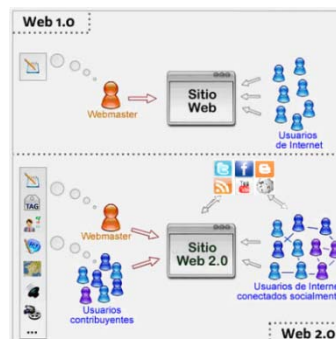 Web 1.0
Webmaster
Sitio
Web
Usuarios
de Internet
TAG
Webmaster
Usuarios
contribuyentes
Sitio
Web 2.0
Usuarios de Interne
conectados socialment
...
Web 2.0